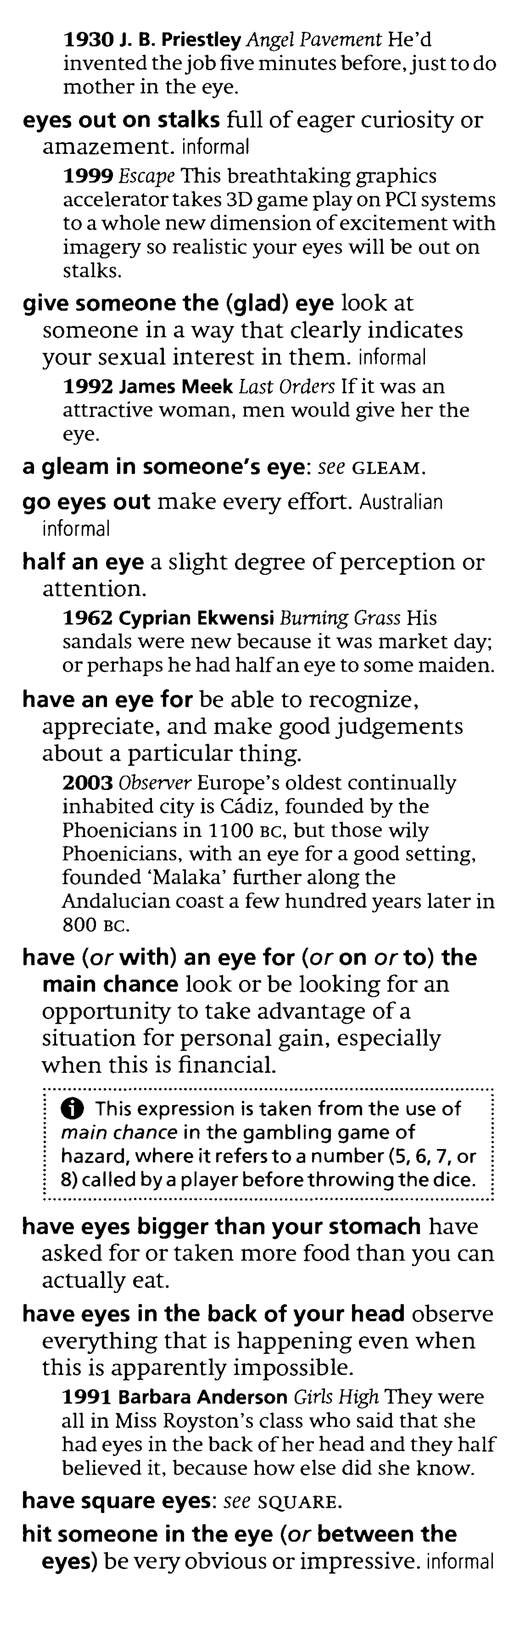 1930 J. B. Priestley Angel Pavement He'd
invented the job five minutes before, just to do
mother in the eye.
eyes out on stalks full of eager curiosity or
amazement. informal
1999 Escape This breathtaking graphics
accelerator takes 3D game play on PCI systems
to a whole new dimension of excitement with
imagery so realistic your eyes will be out on
stalks.
give someone the (glad) eye look at
someone in a way that clearly indicates
your sexual interest in them. informal
1992 James Meek Last Orders If it was an
attractive woman, men would give her the
eye.
a gleam in someone's eye: see GLEAM.
go eyes out make every effort. Australian
informal
half an eye a slight degree of perception or
attention.
1962 Cyprian Ekwensi Burning Grass His
sandals were new because it was market day;
or perhaps he had half an eye to some maiden.
have an eye for be able to recognize,
appreciate, and make good judgements
about a particular thing.
2003 Observer Europe's oldest continually
inhabited city is Cádiz, founded by the
Phoenicians in 1100 BC, but those wily
Phoenicians, with an eye for a good setting,
founded 'Malaka' further along the
Andalucian coast a few hundred years later in
800 BC.
have (or with) an eye for (or on or to) the
main chance look or be looking for an
opportunity to take advantage of a
situation for personal gain, especially
when this is financial.
i This expression is taken from the use of
main chance in the gambling game of
hazard, where it refers to a number (5, 6, 7, or
8) called by a player before throwing the dice.
have eyes bigger than your stomach have
asked for or taken more food than you can
actually eat.
have eyes in the back of your head observe
everything that is happening even when
this is apparently impossible.
1991 Barbara Anderson Girls High They were
all in Miss Royston's class who said that she
had eyes in the back of her head and they half
believed it, because how else did she know.
have square eyes: see SQUARE.
hit someone in the eye (or between the
eyes) be very obvious or impressive. informal